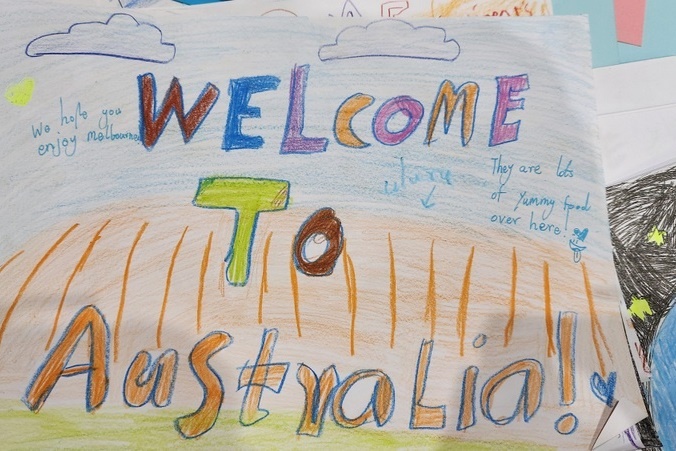 WELCOME
We hope you
enjoy Melbourne
They are lots
of Yummy food
over here!
TO
Australia!